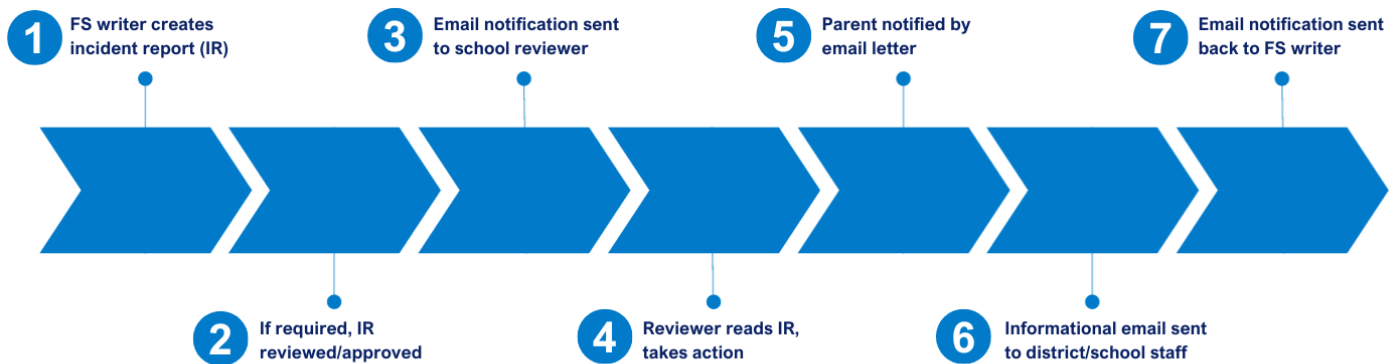 1
FS writer creates
incident report (IR)
2
If required, IR
reviewed/approved
3
Email notification sent
to school reviewer
4
Reviewer reads IR,
takes action
5
Parent notified by
email letter
6
Informational email sent
to district/school staff
7
Email notification sent
back to FS writer